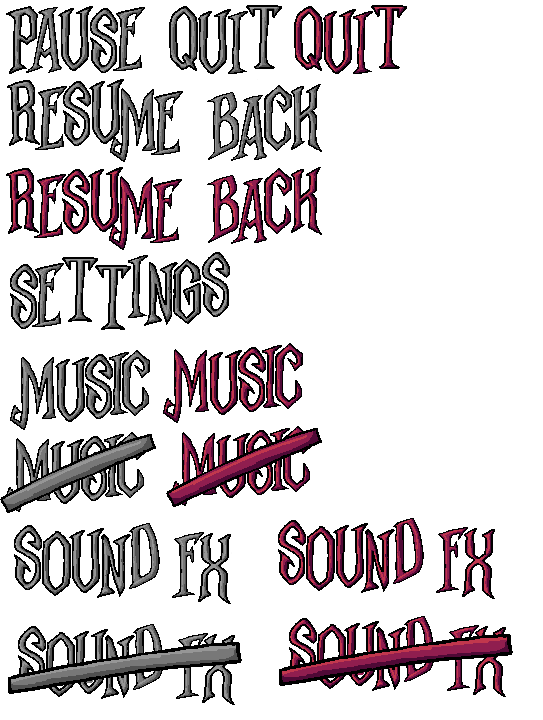 PAUSE QUIT QUIT
RESUME BACK
RESUME BACK
SETTINGS
MUSIC MUSIC
MUSIC MUSIC
SOUND FX SOUND FX
SOUND FX SOUND FX